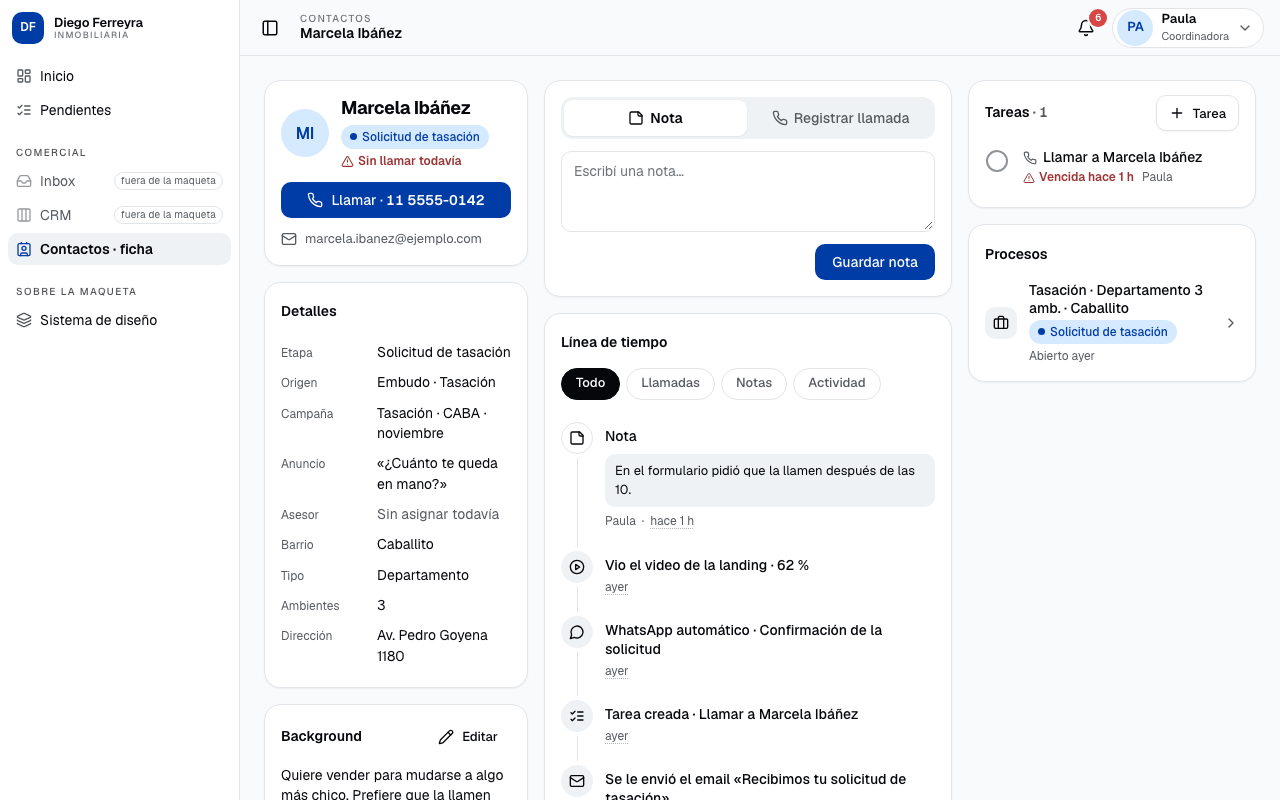 DF
Diego Ferreyra
INMOBILIARIA
Inicio
Pendientes
COMERCIAL
Inbox fuera de la maqueta
CRM fuera de la maqueta
Contactos · ficha
SOBRE LA MAQUETA
Sistema de diseño
CONTACTOS
Marcela Ibáñez
6
PA
Paula
Coordinadora
MI
Marcela Ibáñez
Solicitud de tasación
Sin llamar todavía
Llamar · 11 5555-0142
marcela.ibanez@ejemplo.com
Detalles
Etapa Solicitud de tasación
Origen Embudo · Tasación
Campaña Tasación · CABA ·
noviembre
Anuncio «¿Cuánto te queda
en mano?»
Asesor Sin asignar todavía
Barrio Caballito
Tipo Departamento
Ambientes 3
Dirección Av. Pedro Goyena
1180
Background Editar
Quiere vender para mudarse a algo
más chico. Prefiere que la llamen
Nota Registrar llamada
Escribí una nota…
Guardar nota
Línea de tiempo
Todo Llamadas Notas Actividad
Nota
En el formulario pidió que la llamen después de las
10.
Paula · hace 1 h
Vio el video de la landing · 62 %
ayer
WhatsApp automático · Confirmación de la
solicitud
ayer
Tarea creada · Llamar a Marcela Ibáñez
ayer
Se le envió el email «Recibimos tu solicitud de
tasación»
Tareas · 1 Tarea
Llamar a Marcela Ibáñez
Vencida hace 1 h Paula
Procesos
Tasación · Departamento 3
amb. · Caballito
Solicitud de tasación
Abierto ayer